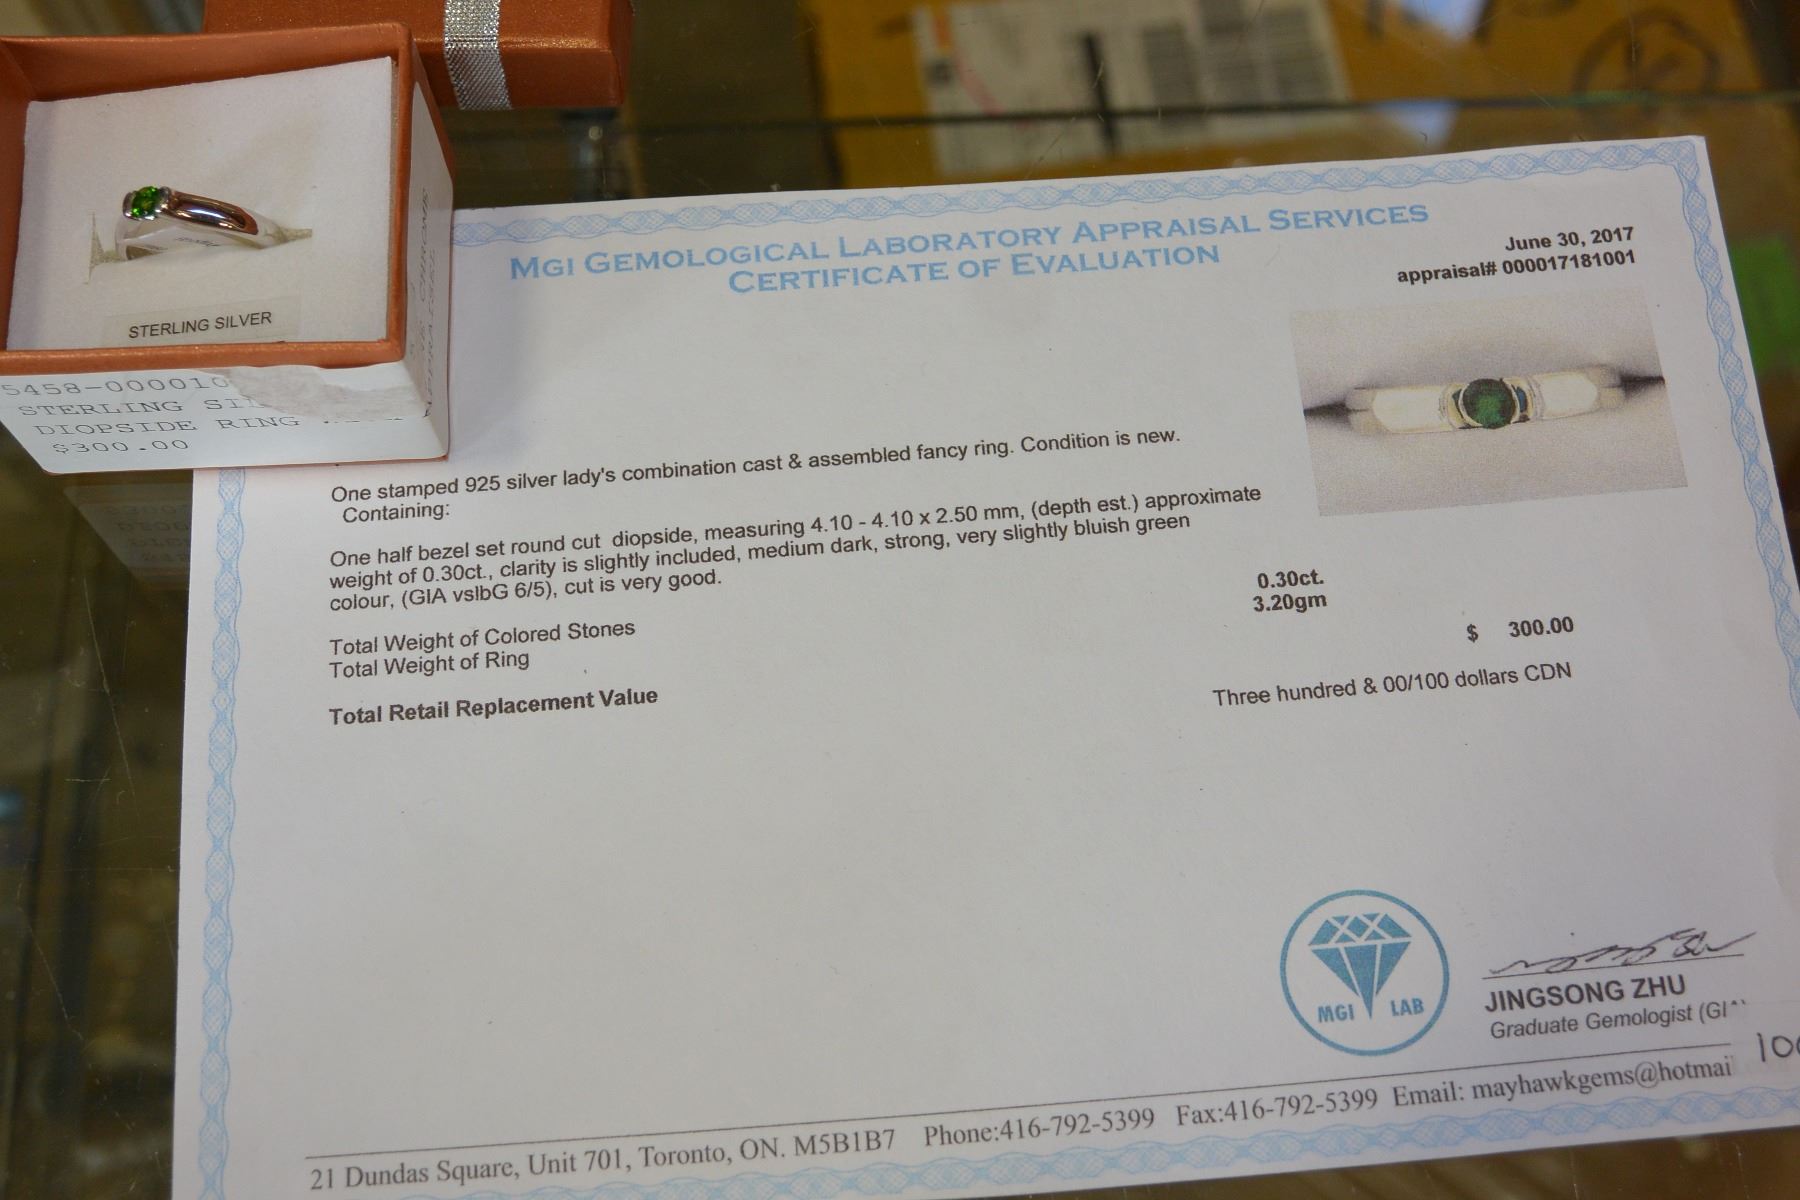 STERLING SILVER
5458-000010
STERLING
DIOPSIDE RING
$300.00
MGI GEMOLOGICAL LABORATORY APPRAISAL SERVICES
CERTIFICATE OF EVALUATION
June 30, 2017
appraisal# 000017181001
One stamped 925 silver lady's combination cast & assembled fancy ring. Condition is new.
Containing:
One half bezel set round cut diopside, measuring 4.10 - 4.10 x 2.50 mm, (depth est.) approximate
weight of 0.30ct., clarity is slightly included, medium dark, strong, very slightly bluish green
colour, (GIA vslbG 6/5), cut is very good.
Total Weight of Colored Stones 0.30ct.
Total Weight of Ring 3.20gm
$ 300.00
Total Retail Replacement Value
Three hundred & 00/100 dollars CDN
MGI LAB
JINGSONG ZHU
Graduate Gemologist
21 Dundas Square, Unit 701, Toronto, ON. M5B1B7 Phone:416-792-5399 Fax:416-792-5399 Email: mayhawkgems@hotmai